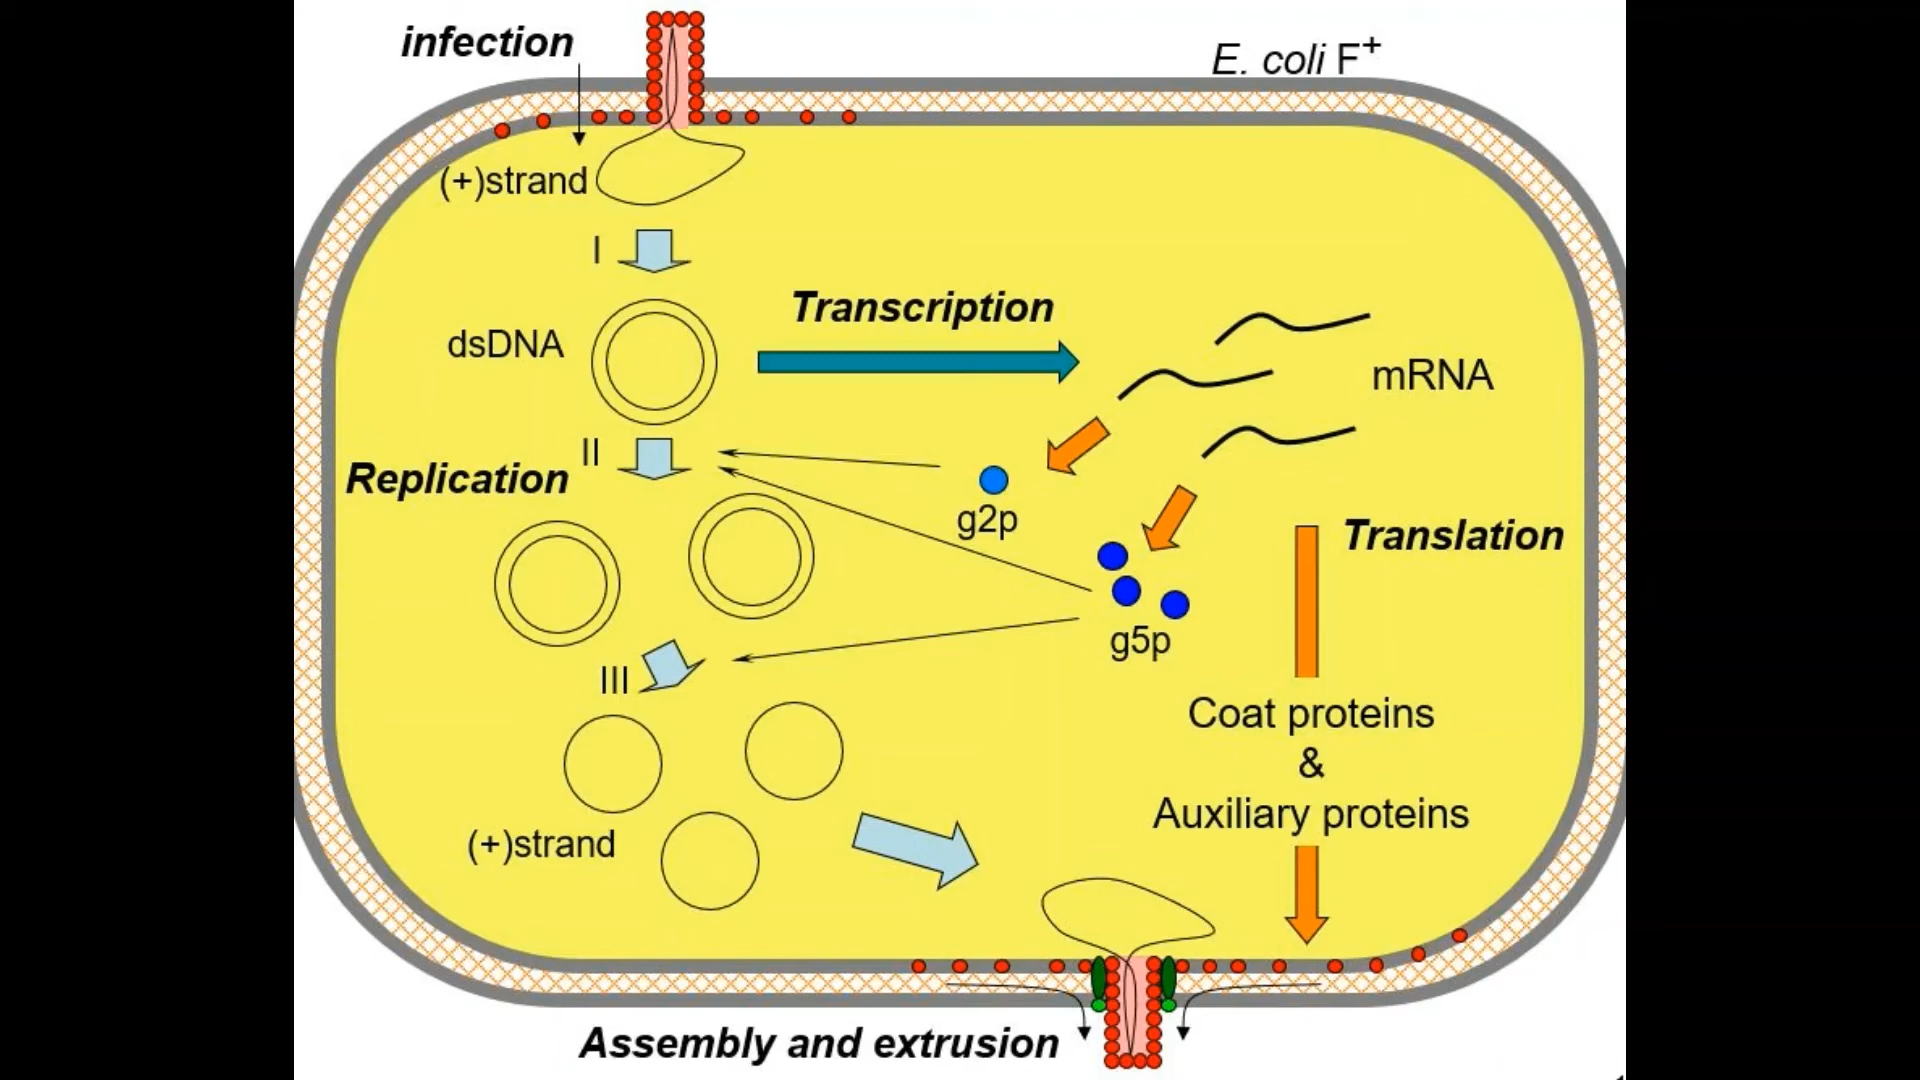 infection
E. coli F+
(+)strand
I
dsDNA
Transcription
mRNA
II
Replication
g2p
Translation
g5p
III
Coat proteins
&
Auxiliary proteins
(+)strand
Assembly and extrusion